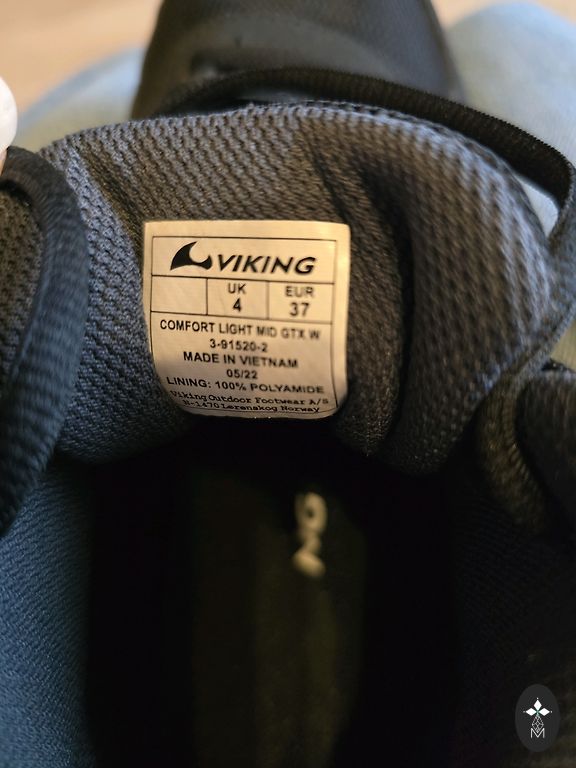 VIKING
UK EUR
4 37
COMFORT LIGHT MID GTX W
3-91520-2
MADE IN VIETNAM
05/22
LINING: 100% POLYAMIDE
Viking Outdoor Footwear A/S
N-1470 Lørenskog Norway
M